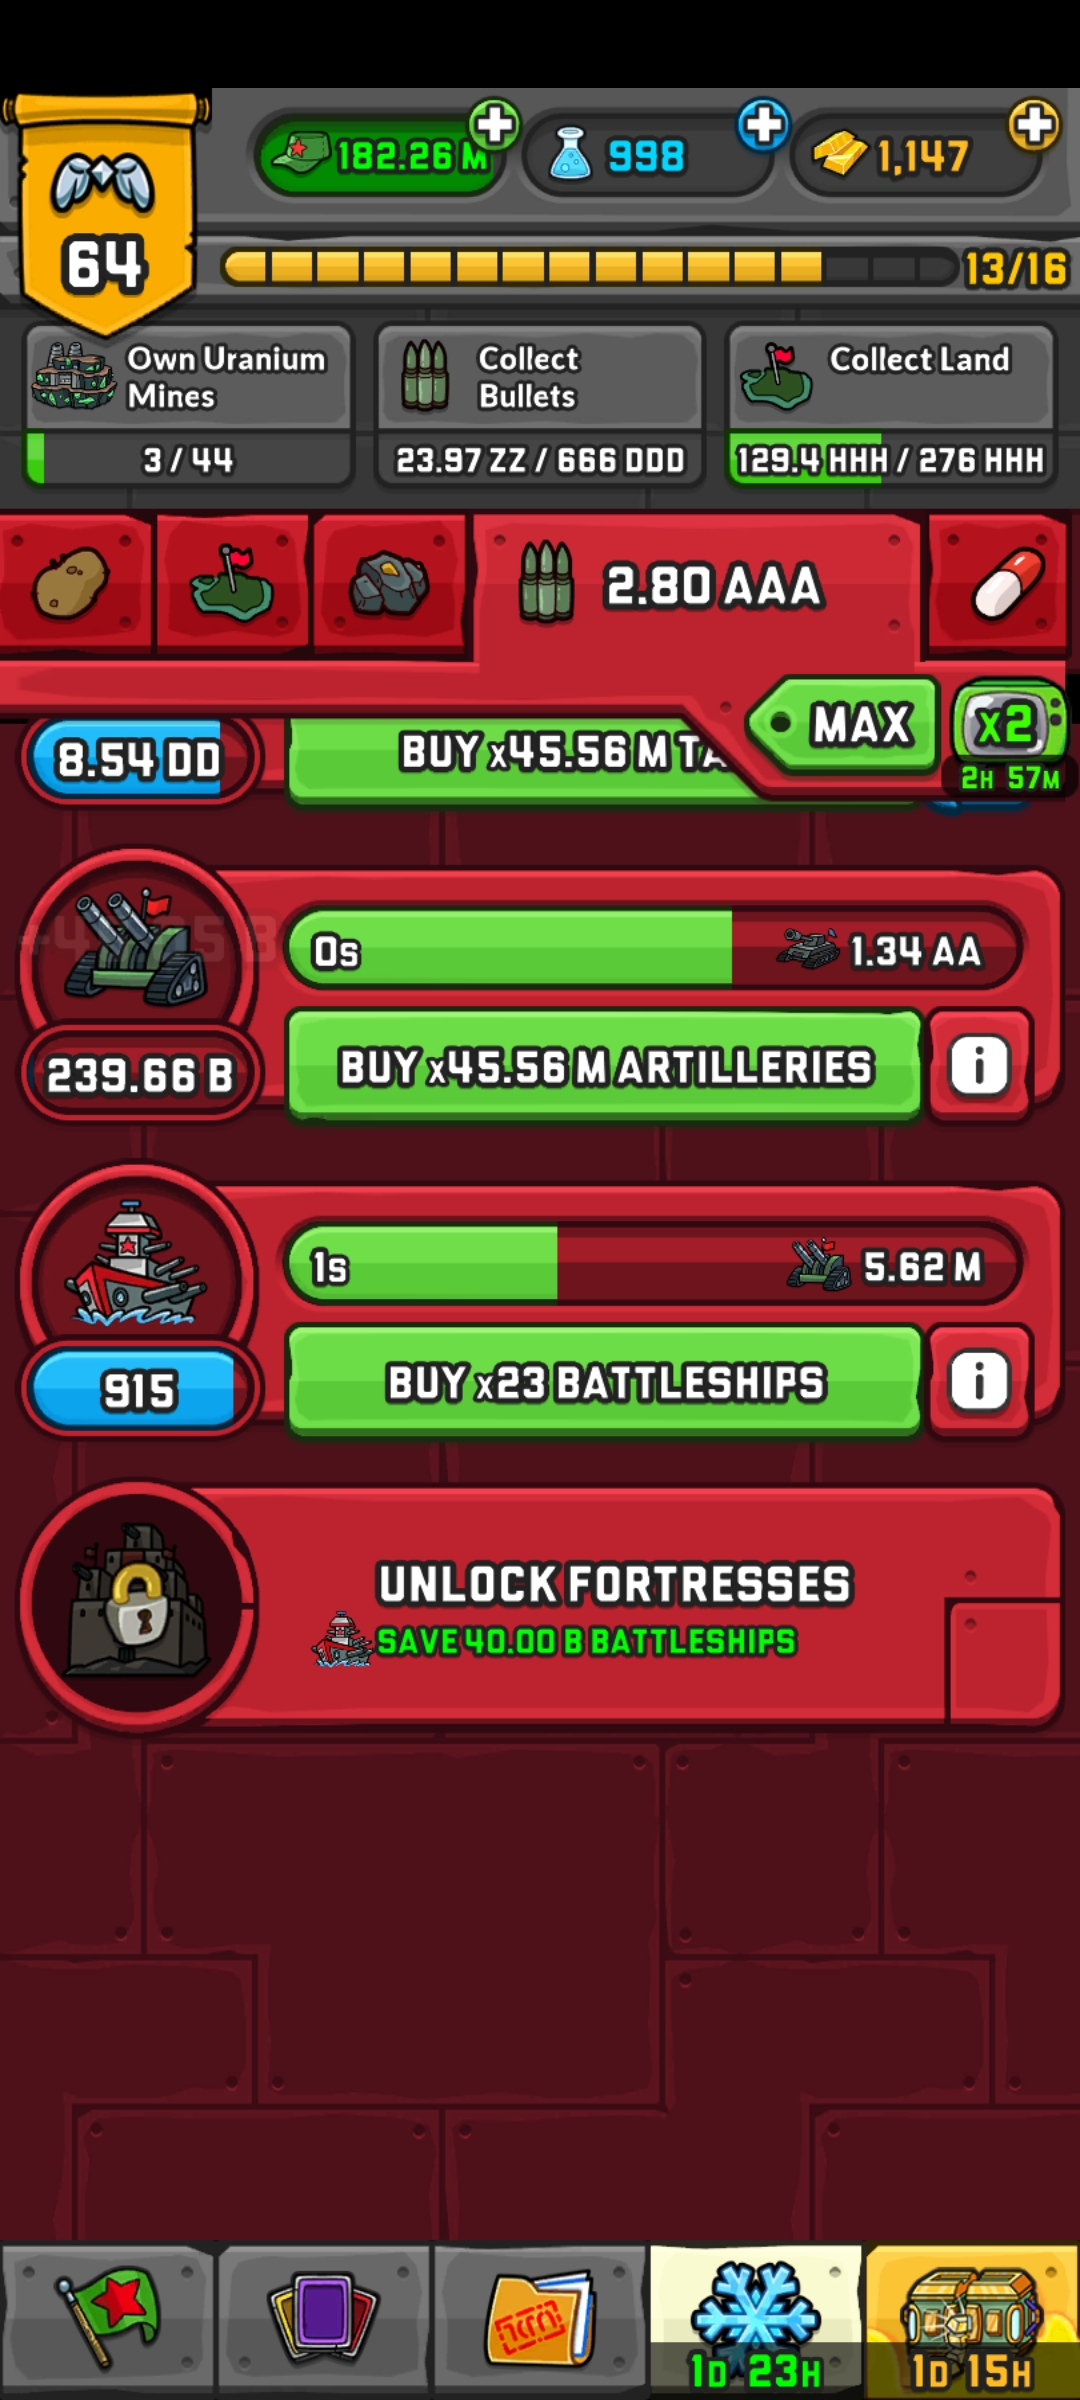 182.26 M
998
1,147
64
13/16
Own Uranium
Mines
3 / 44
Collect
Bullets
23.97 ZZ / 666 DDD
Collect Land
129.4 HHH / 276 HHH
2.80 AAA
MAX
x2
2H 57M
8.54 DD
BUY x45.56 M TA
0s
1.34 AA
239.66 B
BUY x45.56 M ARTILLERIES
i
1s
5.62 M
915
BUY x23 BATTLESHIPS
i
UNLOCK FORTRESSES
SAVE 40.00 B BATTLESHIPS
1D 23H
1D 15H